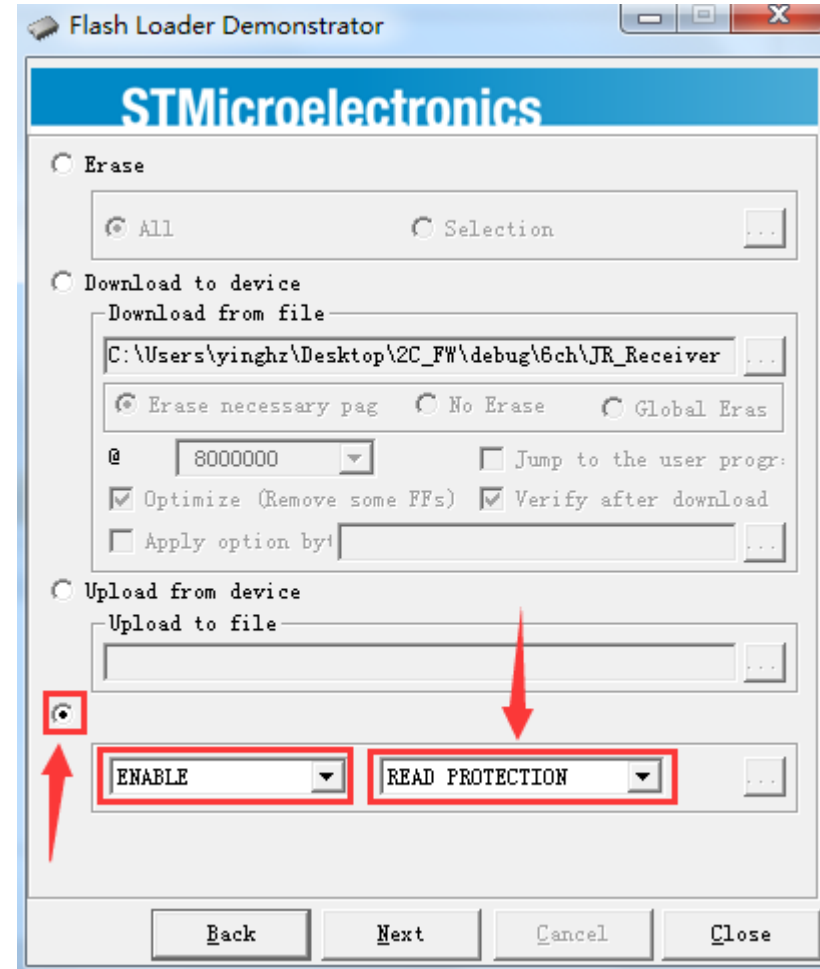 Flash Loader Demonstrator
STMicroelectronics
Erase
All Selection ...
Download to device
Download from file
C:\Users\yinghz\Desktop\2C_FW\debug\6ch\JR_Receiver ...
Erase necessary pag No Erase Global Eras
@ 8000000 Jump to the user progr
Optimize (Remove some FFs) Verify after download
Apply option byt ...
Upload from device
Upload to file
...
ENABLE READ PROTECTION ...
Back Next Cancel Close